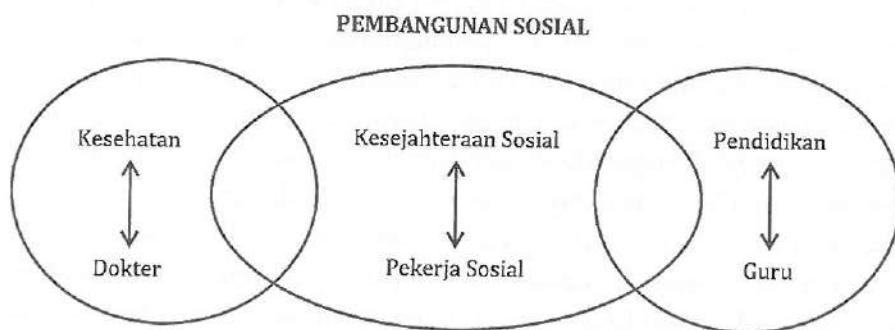 PEMBANGUNAN SOSIAL
Kesehatan
Kesejahteraan Sosial
Pendidikan
Dokter
Pekerja Sosial
Guru